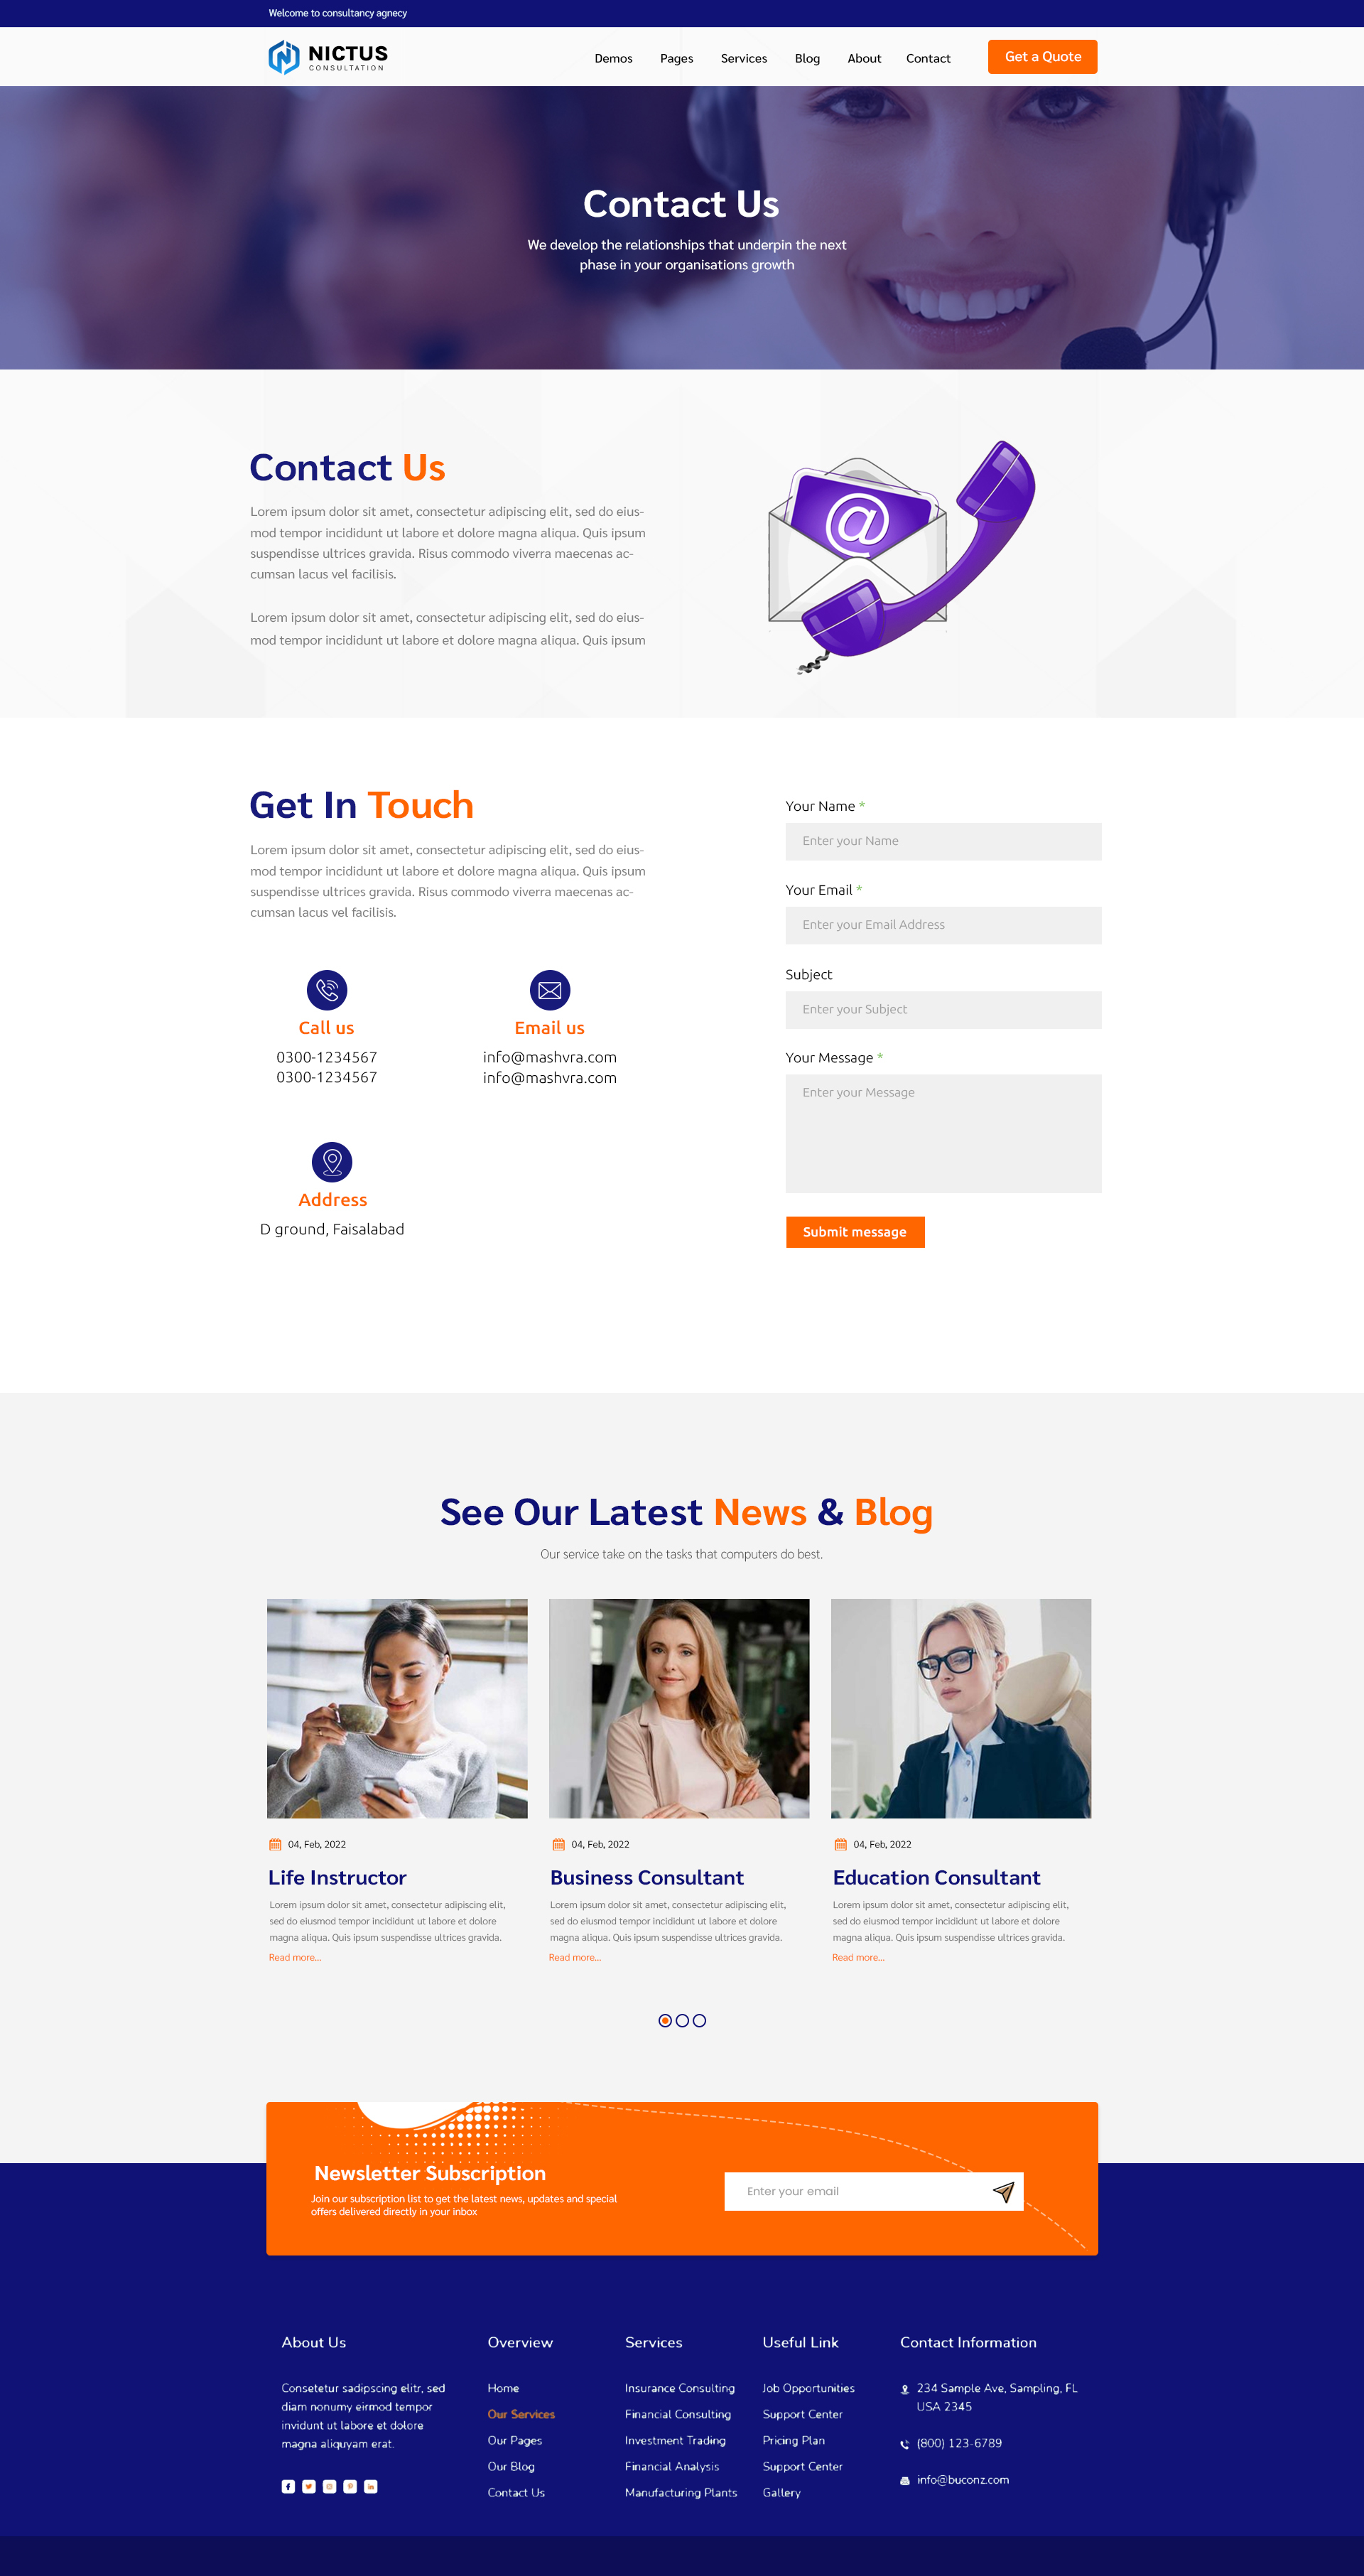 Welcome to consultancy agnecy
NICTUS
CONSULTATION
Demos Pages Services Blog About Contact Get a Quote
Contact Us
We develop the relationships that underpin the next
phase in your organisations growth
Contact Us
Lorem ipsum dolor sit amet, consectetur adipiscing elit, sed do eius-
mod tempor incididunt ut labore et dolore magna aliqua. Quis ipsum
suspendisse ultrices gravida. Risus commodo viverra maecenas ac-
cumsan lacus vel facilisis.
Lorem ipsum dolor sit amet, consectetur adipiscing elit, sed do eius-
mod tempor incididunt ut labore et dolore magna aliqua. Quis ipsum
@
Get In Touch
Lorem ipsum dolor sit amet, consectetur adipiscing elit, sed do eius-
mod tempor incididunt ut labore et dolore magna aliqua. Quis ipsum
suspendisse ultrices gravida. Risus commodo viverra maecenas ac-
cumsan lacus vel facilisis.
Call us
0300-1234567
0300-1234567
Email us
info@mashvra.com
info@mashvra.com
Address
D ground, Faisalabad
Your Name *
Enter your Name
Your Email *
Enter your Email Address
Subject
Enter your Subject
Your Message *
Enter your Message
Submit message
See Our Latest News & Blog
Our service take on the tasks that computers do best.
04, Feb, 2022
Life Instructor
Lorem ipsum dolor sit amet, consectetur adipiscing elit,
sed do eiusmod tempor incididunt ut labore et dolore
magna aliqua. Quis ipsum suspendisse ultrices gravida.
Read more...
04, Feb, 2022
Business Consultant
Lorem ipsum dolor sit amet, consectetur adipiscing elit,
sed do eiusmod tempor incididunt ut labore et dolore
magna aliqua. Quis ipsum suspendisse ultrices gravida.
Read more...
04, Feb, 2022
Education Consultant
Lorem ipsum dolor sit amet, consectetur adipiscing elit,
sed do eiusmod tempor incididunt ut labore et dolore
magna aliqua. Quis ipsum suspendisse ultrices gravida.
Read more...
Newsletter Subscription
Join our subscription list to get the latest news, updates and special
offers delivered directly in your inbox
Enter your email
About Us
Consetetur sadipscing elitr, sed
diam nonumy eirmod tempor
invidunt ut labore et dolore
magna aliquyam erat.
Overview
Home
Our Services
Our Pages
Our Blog
Contact Us
Services
Insurance Consulting
Financial Consulting
Investment Trading
Financial Analysis
Manufacturing Plants
Useful Link
Job Opportunities
Support Center
Pricing Plan
Support Center
Gallery
Contact Information
234 Sample Ave, Sampling, FL
USA 2345
(800) 123-6789
info@buconz.com